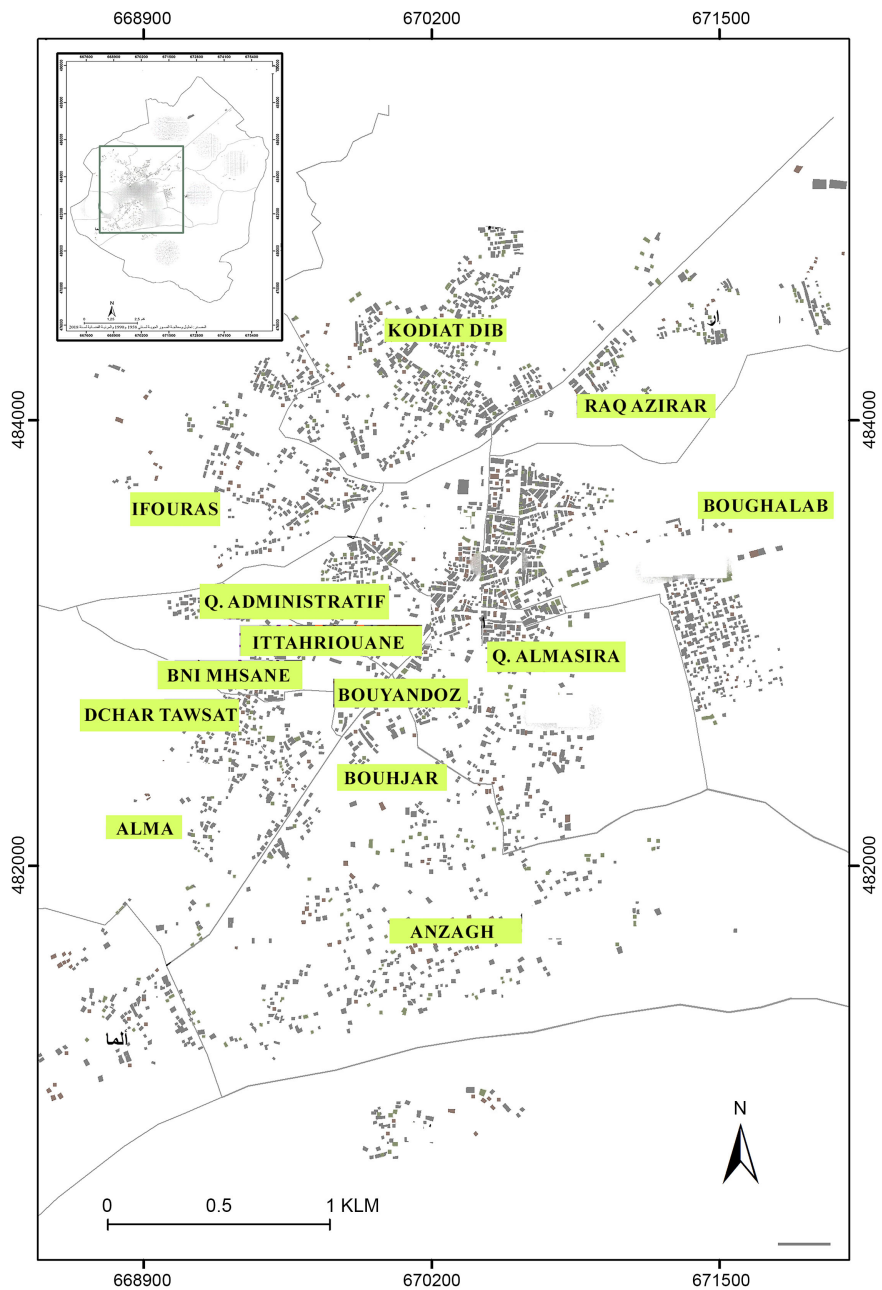 668900
670200
671500
N
KODIAT DIB
484000
RAQ AZIRAR
484000
IFOURAS
BOUGHALAB
Q. ADMINISTRATIF
ITTAHRIOUANE
Q. ALMASIRA
BNI MHSANE
BOUYANDOZ
DCHAR TAWSAT
BOUHJAR
ALMA
482000
482000
ANZAGH
ألما
N
0
0.5
1 KLM
668900
670200
671500